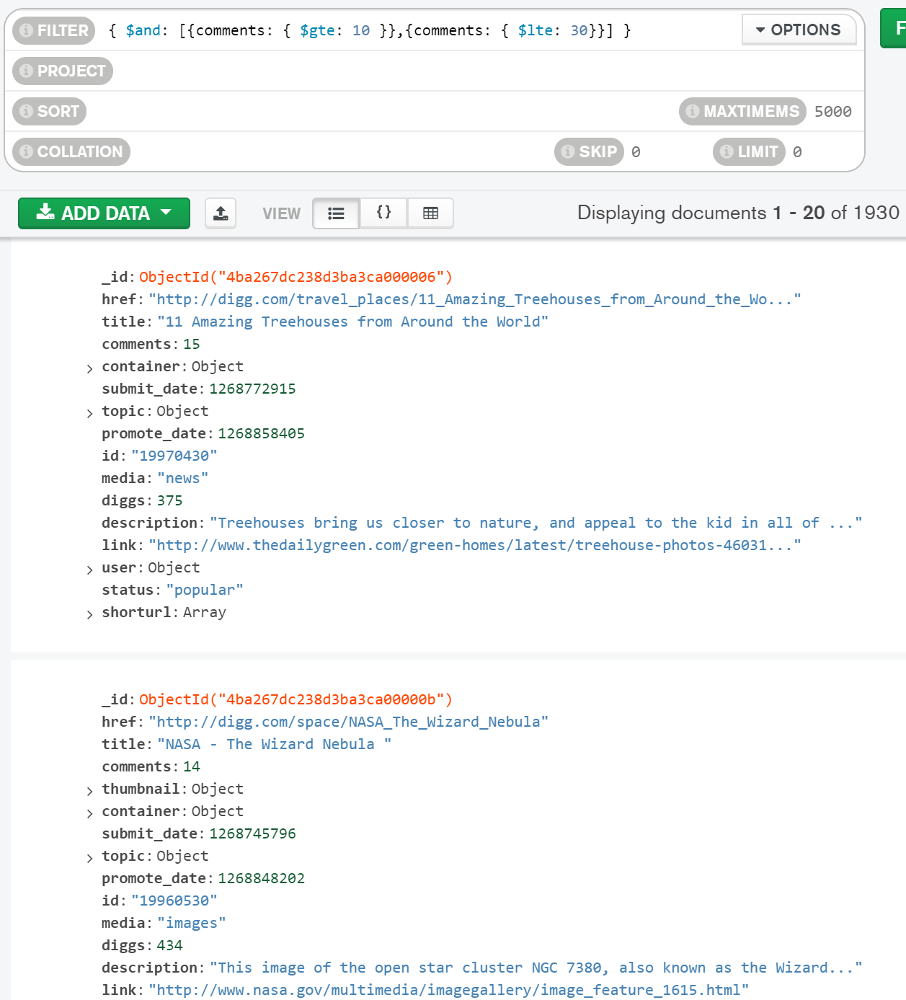 FILTER { $and: [{comments: { $gte: 10 }},{comments: { $lte: 30}}] } OPTIONS F
PROJECT
SORT MAXTIMEMS 5000
COLLATION SKIP 0 LIMIT 0
ADD DATA VIEW {} Displaying documents 1 - 20 of 1930
_id: ObjectId("4ba267dc238d3ba3ca000006")
href: "http://digg.com/travel_places/11_Amazing_Treehouses_from_Around_the_Wo..."
title: "11 Amazing Treehouses from Around the World"
comments: 15
container: Object
submit_date: 1268772915
topic: Object
promote_date: 1268858405
id: "19970430"
media: "news"
diggs: 375
description: "Treehouses bring us closer to nature, and appeal to the kid in all of ..."
link: "http://www.thedailygreen.com/green-homes/latest/treehouse-photos-46031..."
user: Object
status: "popular"
shorturl: Array
_id: ObjectId("4ba267dc238d3ba3ca00000b")
href: "http://digg.com/space/NASA_The_Wizard_Nebula"
title: "NASA - The Wizard Nebula "
comments: 14
thumbnail: Object
container: Object
submit_date: 1268745796
topic: Object
promote_date: 1268848202
id: "19960530"
media: "images"
diggs: 434
description: "This image of the open star cluster NGC 7380, also known as the Wizard..."
link: "http://www.nasa.gov/multimedia/imagegallery/image_feature_1615.html"